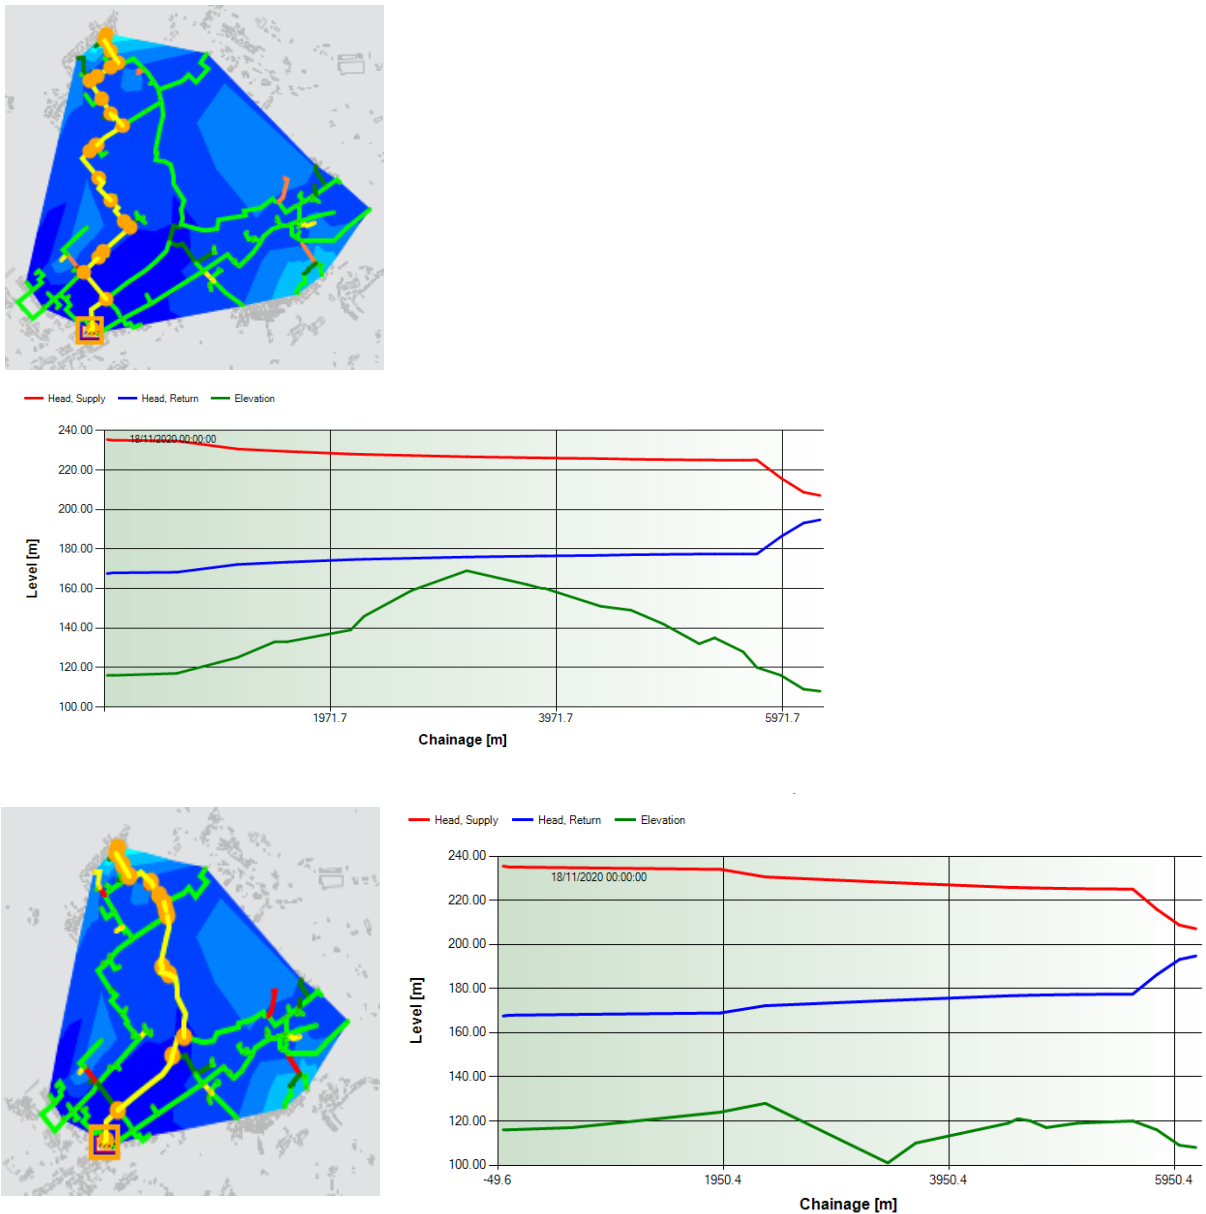 Head, Supply Head, Return Elevation
240.00
18/11/2020 00:00:00
220.00
200.00
180.00
160.00
140.00
120.00
100.00
Level [m]
1971.7 3971.7 5971.7
Chainage [m]
Head, Supply Head, Return Elevation
240.00
18/11/2020 00:00:00
220.00
200.00
180.00
160.00
140.00
120.00
100.00
Level [m]
-49.6 1950.4 3950.4 5950.4
Chainage [m]